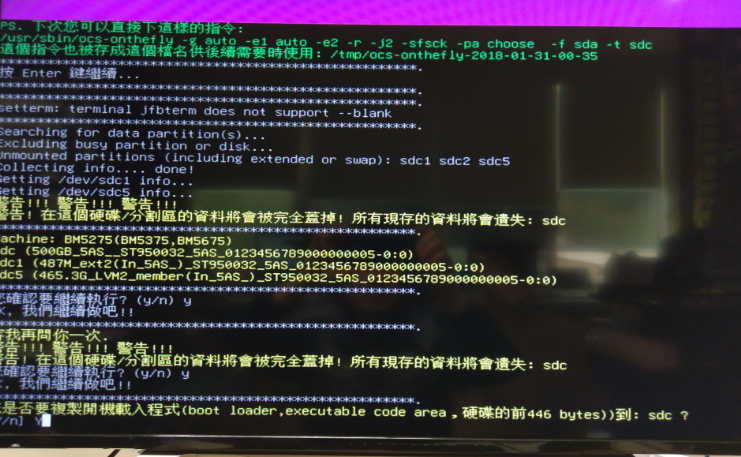 PS. 下次您可以直接下這樣的指令:
/usr/sbin/ocs-onthefly -g auto -e1 auto -e2 -r -j2 -sfsck -pa choose -f sda -t sdc
這個指令也被存成這個檔名供後續需要時使用: /tmp/ocs-onthefly-2018-01-31-00-35
*****************************************************.
按 Enter 鍵繼續...
*****************************************************.
*****************************************************.
setterm: terminal jfbterm does not support --blank
*****************************************************.
Searching for data partition(s)...
Excluding busy partition or disk...
Unmounted partitions (including extended or swap): sdc1 sdc2 sdc5
Collecting info.... done!
Getting /dev/sdc1 info...
Getting /dev/sdc5 info...
警告!!! 警告!!! 警告!!!
警告! 在這個硬碟/分割區的資料將會被完全蓋掉! 所有現存的資料將會遺失: sdc
*****************************************************.
achine: BM5275(BM5375,BM5675)
dc (500GB_5AS__ST950032_5AS_0123456789000000005-0:0)
dc1 (487M_ext2(In_5AS_)_ST950032_5AS_0123456789000000005-0:0)
dc5 (465.3G_LVM2_member(In_5AS_)_ST950032_5AS_0123456789000000005-0:0)
*****************************************************.
您確認要繼續執行? (y/n) y
K, 我們繼續做吧!!
*****************************************************.
我再問你一次.
警告!!! 警告!!! 警告!!!
警告! 在這個硬碟/分割區的資料將會被完全蓋掉! 所有現存的資料將會遺失: sdc
您確認要繼續執行? (y/n) y
K, 我們繼續做吧!!
*****************************************************.
是否要複製開機載入程式(boot loader,executable code area，硬碟的前446 bytes))到: sdc ?
Y/n] Y